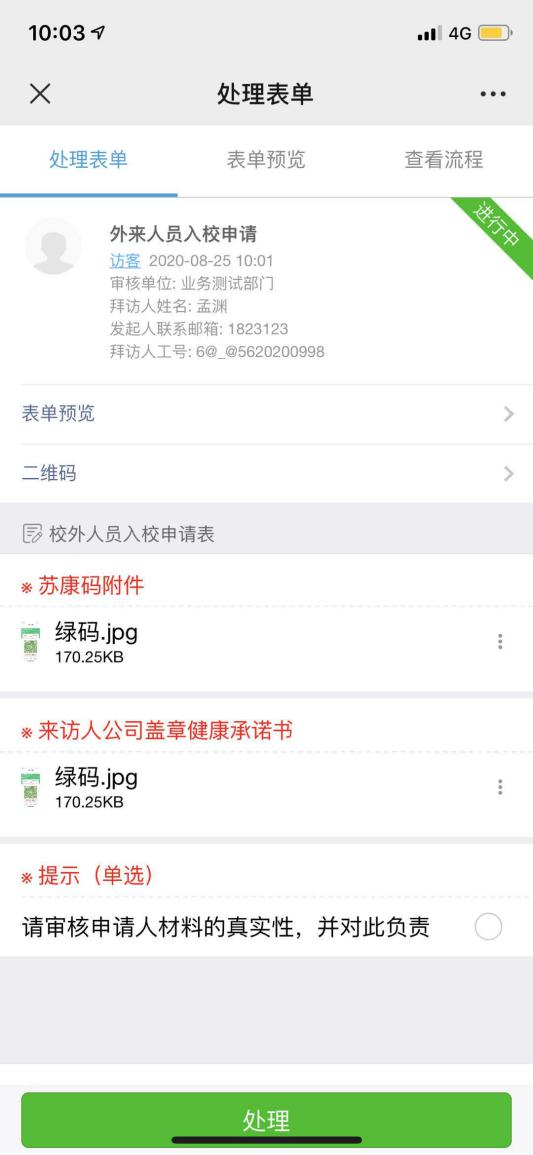 10:03
4G
处理表单
处理表单
表单预览
查看流程
进行中
外来人员入校申请
访客 2020-08-25 10:01
审核单位: 业务测试部门
拜访人姓名: 孟渊
发起人联系邮箱: 1823123
拜访人工号: 6@_@5620200998
表单预览
二维码
校外人员入校申请表
※ 苏康码附件
绿码.jpg
170.25KB
※ 来访人公司盖章健康承诺书
绿码.jpg
170.25KB
※ 提示（单选）
请审核申请人材料的真实性，并对此负责
处理